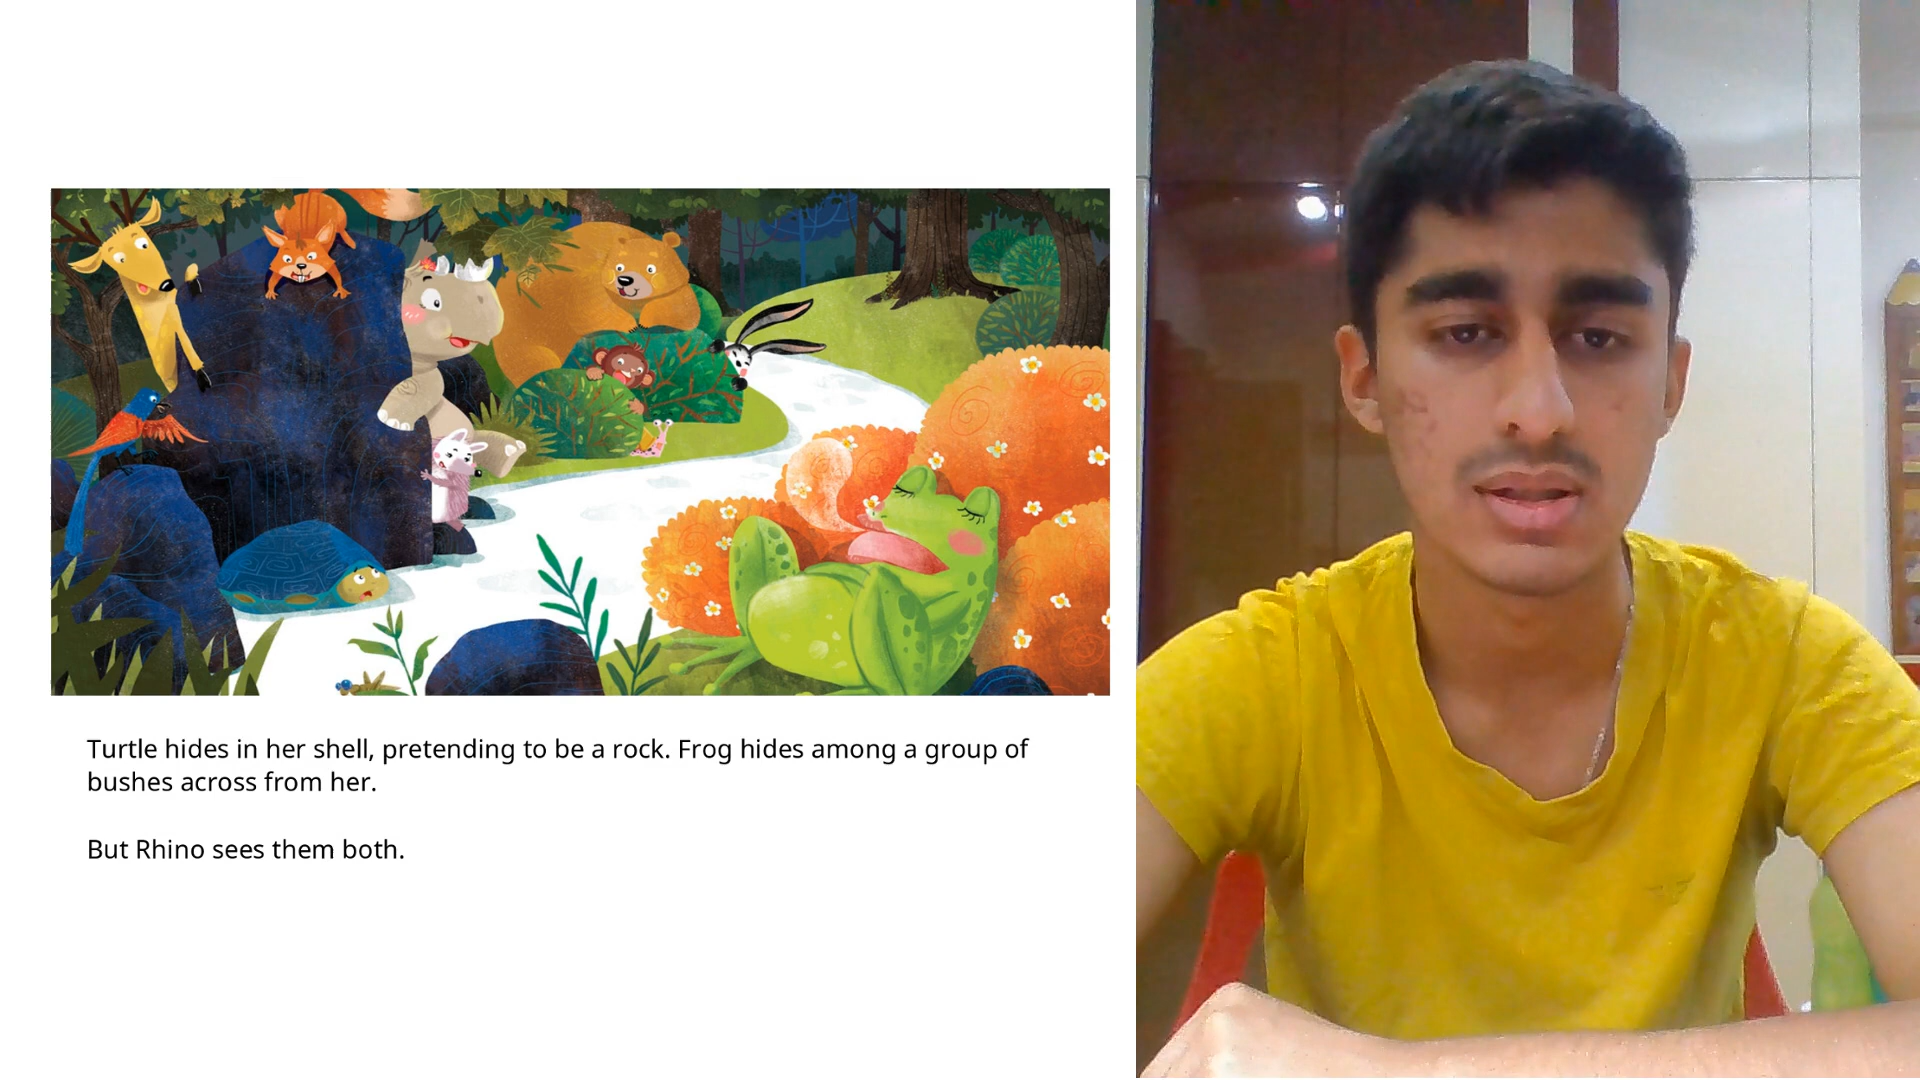 Turtle hides in her shell, pretending to be a rock. Frog hides among a group of
bushes across from her.
But Rhino sees them both.